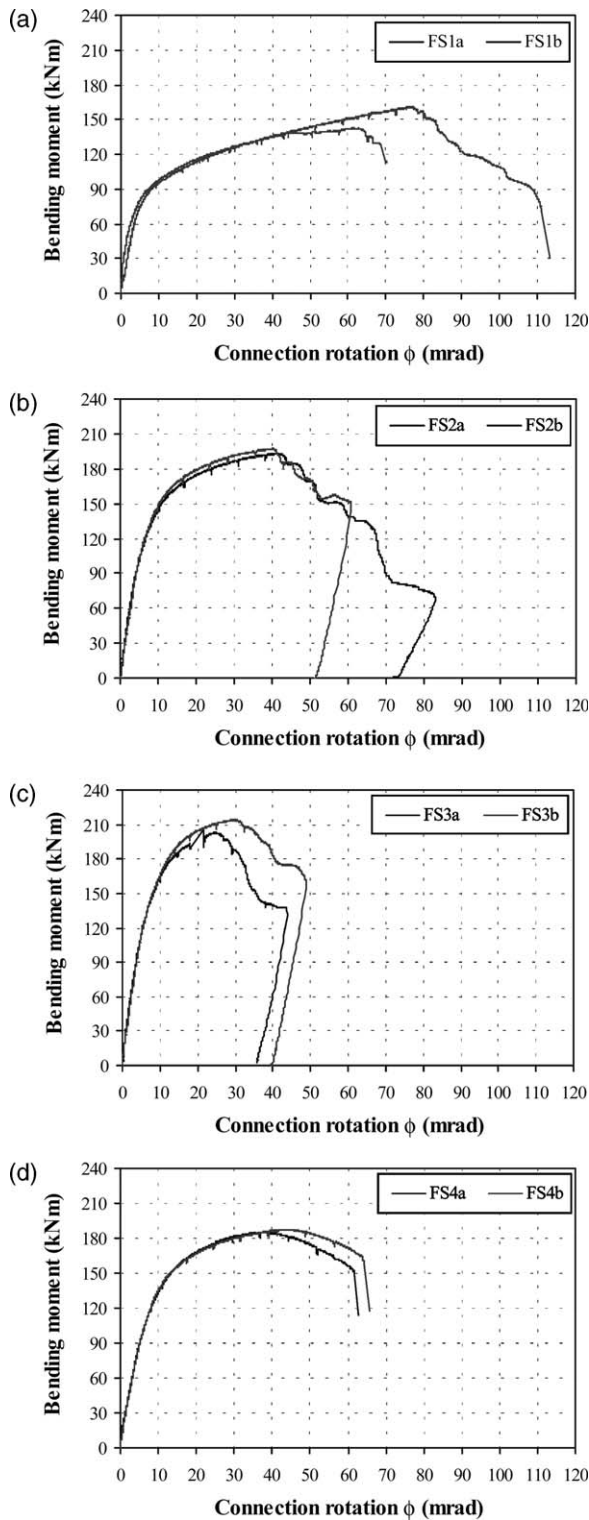 (a)
240
210
180
150
120
90
60
30
0
Bending moment (kNm)
FS1a FS1b
0 10 20 30 40 50 60 70 80 90 100 110 120
Connection rotation ϕ (mrad)
(b)
240
210
180
150
120
90
60
30
0
Bending moment (kNm)
FS2a FS2b
0 10 20 30 40 50 60 70 80 90 100 110 120
Connection rotation ϕ (mrad)
(c)
240
210
180
150
120
90
60
30
0
Bending moment (kNm)
FS3a FS3b
0 10 20 30 40 50 60 70 80 90 100 110 120
Connection rotation ϕ (mrad)
(d)
240
210
180
150
120
90
60
30
0
Bending moment (kNm)
FS4a FS4b
0 10 20 30 40 50 60 70 80 90 100 110 120
Connection rotation ϕ (mrad)